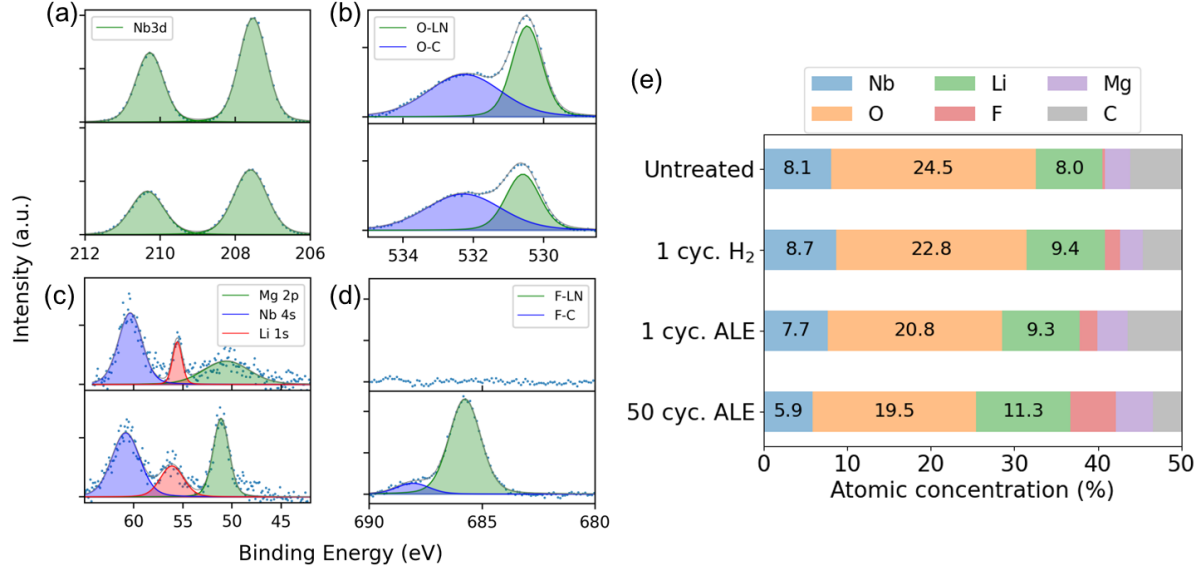 (a)
Nb3d
(b)
O-LN
O-C
212 210 208 206
534 532 530
Intensity (a.u.)
(c)
Mg 2p
Nb 4s
Li 1s
(d)
F-LN
F-C
60 55 50 45
690 685 680
Binding Energy (eV)
(e)
Nb Li Mg
O F C
Untreated 8.1 24.5 8.0
1 cyc. H₂ 8.7 22.8 9.4
1 cyc. ALE 7.7 20.8 9.3
50 cyc. ALE 5.9 19.5 11.3
0 10 20 30 40 50
Atomic concentration (%)